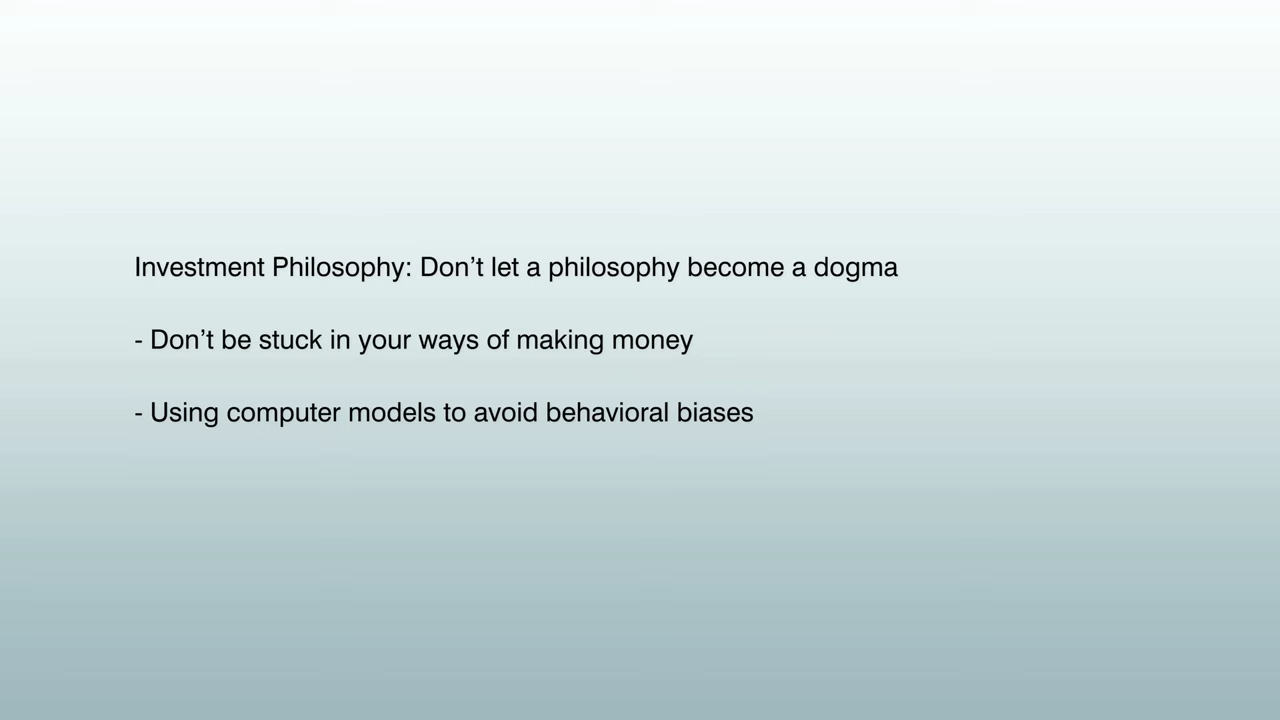 Investment Philosophy: Don’t let a philosophy become a dogma
- Don’t be stuck in your ways of making money
- Using computer models to avoid behavioral biases